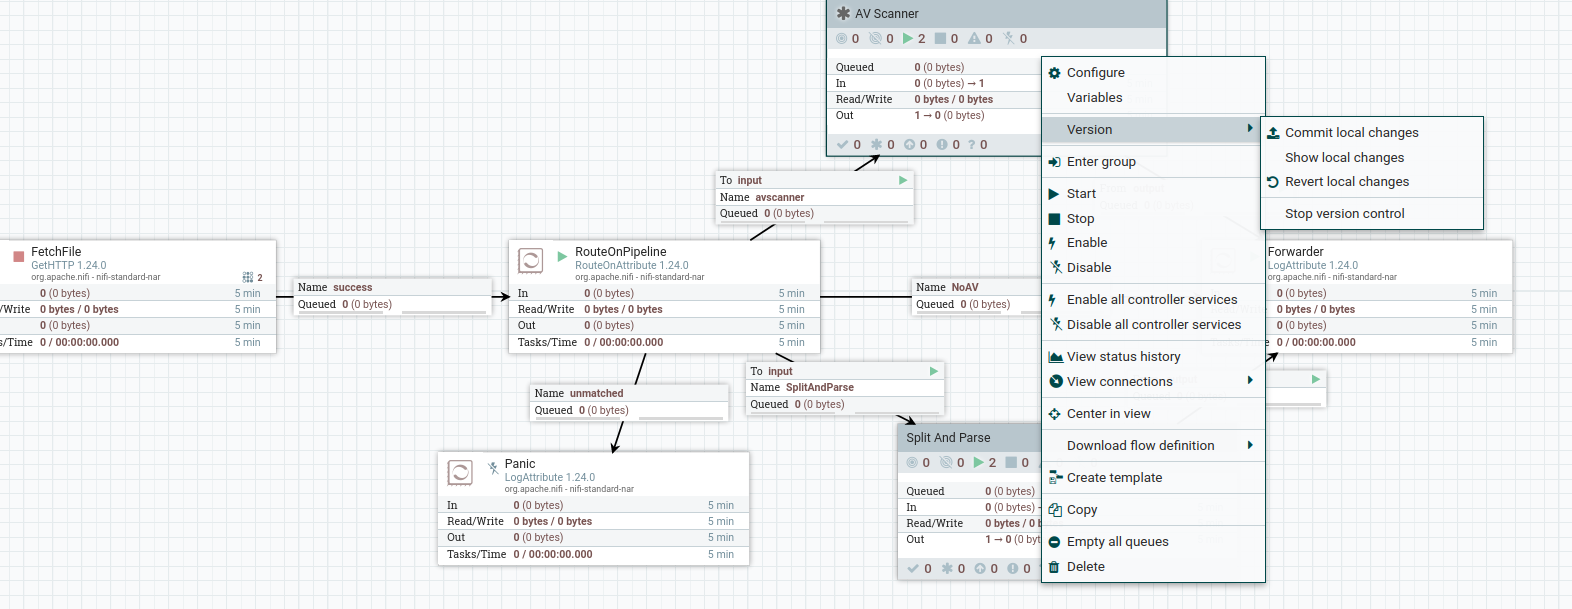 AV Scanner
0 0 2 0 0 0
Queued 0 (0 bytes)
In 0 (0 bytes) → 1
Read/Write 0 bytes / 0 bytes
Out 1 → 0 (0 bytes)
0 0 0 0 ? 0
To input
Name avscanner
Queued 0 (0 bytes)
FetchFile
GetHTTP 1.24.0
org.apache.nifi - nifi-standard-nar
2
0 (0 bytes) 5 min
/Write 0 bytes / 0 bytes 5 min
0 (0 bytes) 5 min
s/Time 0 / 00:00:00.000 5 min
Name success
Queued 0 (0 bytes)
RouteOnPipeline
RouteOnAttribute 1.24.0
org.apache.nifi - nifi-standard-nar
In 0 (0 bytes) 5 min
Read/Write 0 bytes / 0 bytes 5 min
Out 0 (0 bytes) 5 min
Tasks/Time 0 / 00:00:00.000 5 min
Name NoAV
Queued 0 (0 bytes)
Name unmatched
Queued 0 (0 bytes)
To input
Name SplitAndParse
Queued 0 (0 bytes)
Panic
LogAttribute 1.24.0
org.apache.nifi - nifi-standard-nar
In 0 (0 bytes) 5 min
Read/Write 0 bytes / 0 bytes 5 min
Out 0 (0 bytes) 5 min
Tasks/Time 0 / 00:00:00.000 5 min
Split And Parse
0 0 2 0
Queued 0 (0 bytes)
In 0 (0 bytes)
Read/Write 0 bytes / 0 b
Out 1 → 0 (0 byt
0 0 0 0
Configure
Variables
Version
Enter group
Start
Stop
Enable
Disable
Enable all controller services
Disable all controller services
View status history
View connections
Center in view
Download flow definition
Create template
Copy
Empty all queues
Delete
Commit local changes
Show local changes
Revert local changes
Stop version control
Forwarder
LogAttribute 1.24.0
org.apache.nifi - nifi-standard-nar
0 (0 bytes) 5 min
0 bytes / 0 bytes 5 min
0 (0 bytes) 5 min
e 0 / 00:00:00.000 5 min